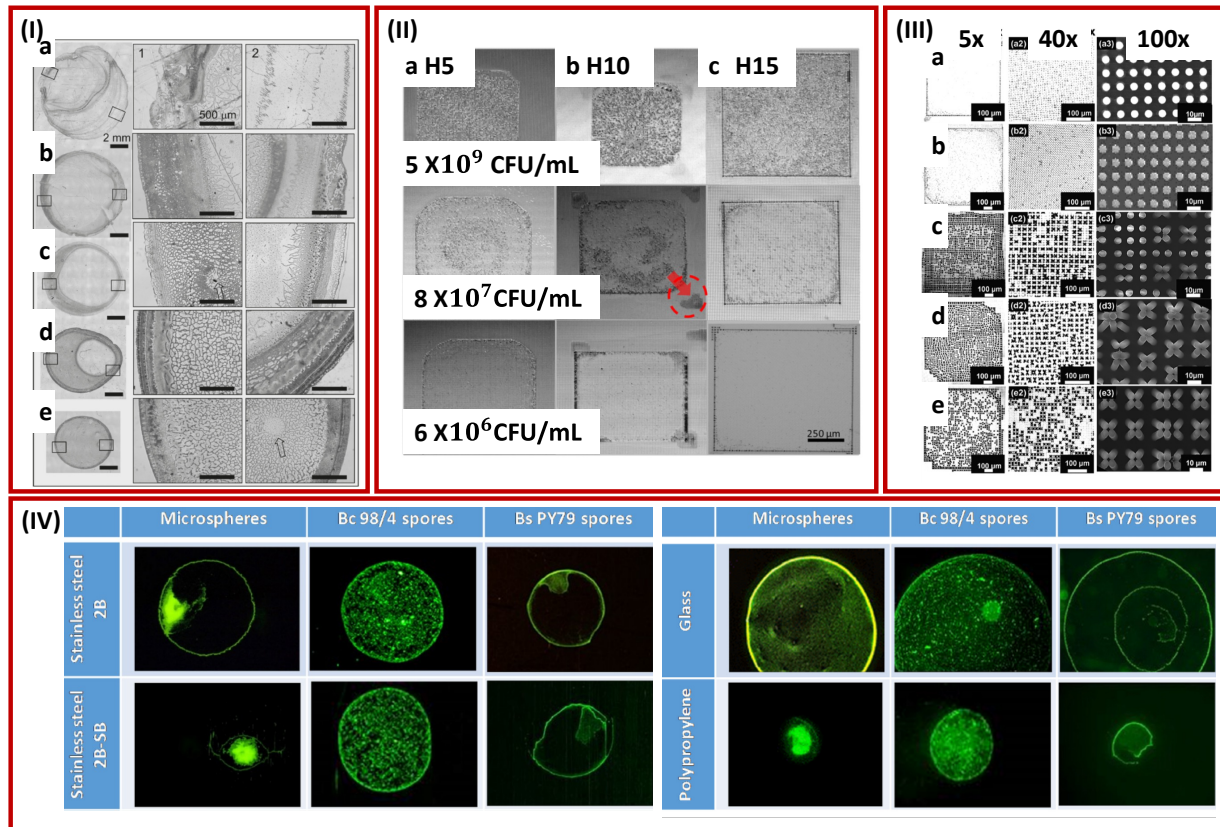 (I)
a
1
2
500 µm
2 mm
b
c
d
e
(II)
a H5
b H10
c H15
5 X10⁹ CFU/mL
8 X10⁷CFU/mL
6 X10⁶CFU/mL
250 µm
(III)
5x
40x
100x
a
(a2)
(a3)
100 µm
100 µm
10µm
b
(b2)
(b3)
100 µm
100 µm
10µm
c
(c2)
(c3)
100 µm
100 µm
10µm
d
(d2)
(d3)
100 µm
100 µm
10µm
e
(e2)
(e3)
100 µm
100 µm
10 µm
(IV)
Microspheres
Bc 98/4 spores
Bs PY79 spores
Stainless steel
2B
Stainless steel
2B-SB
Microspheres
Bc 98/4 spores
Bs PY79 spores
Glass
Polypropylene